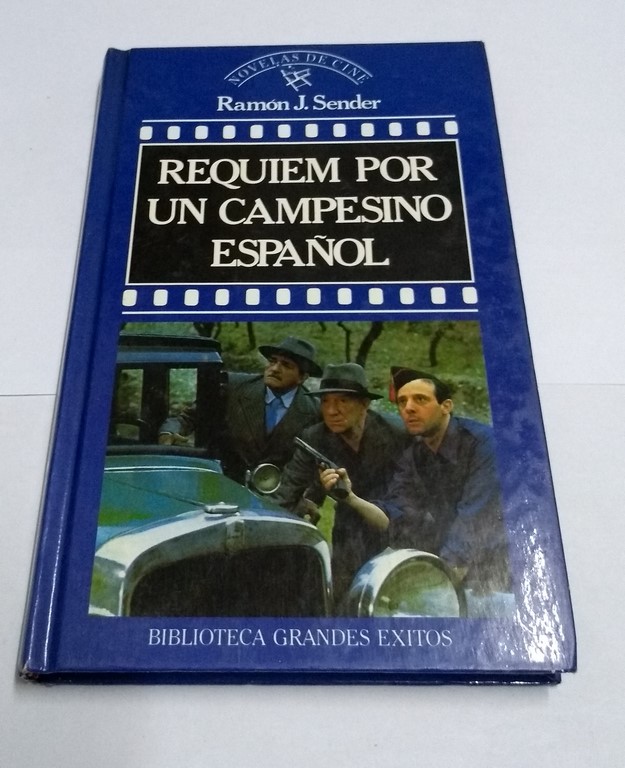 NOVELAS DE CINE
Ramón J. Sender
REQUIEM POR
UN CAMPESINO
ESPAÑOL
BIBLIOTECA GRANDES EXITOS